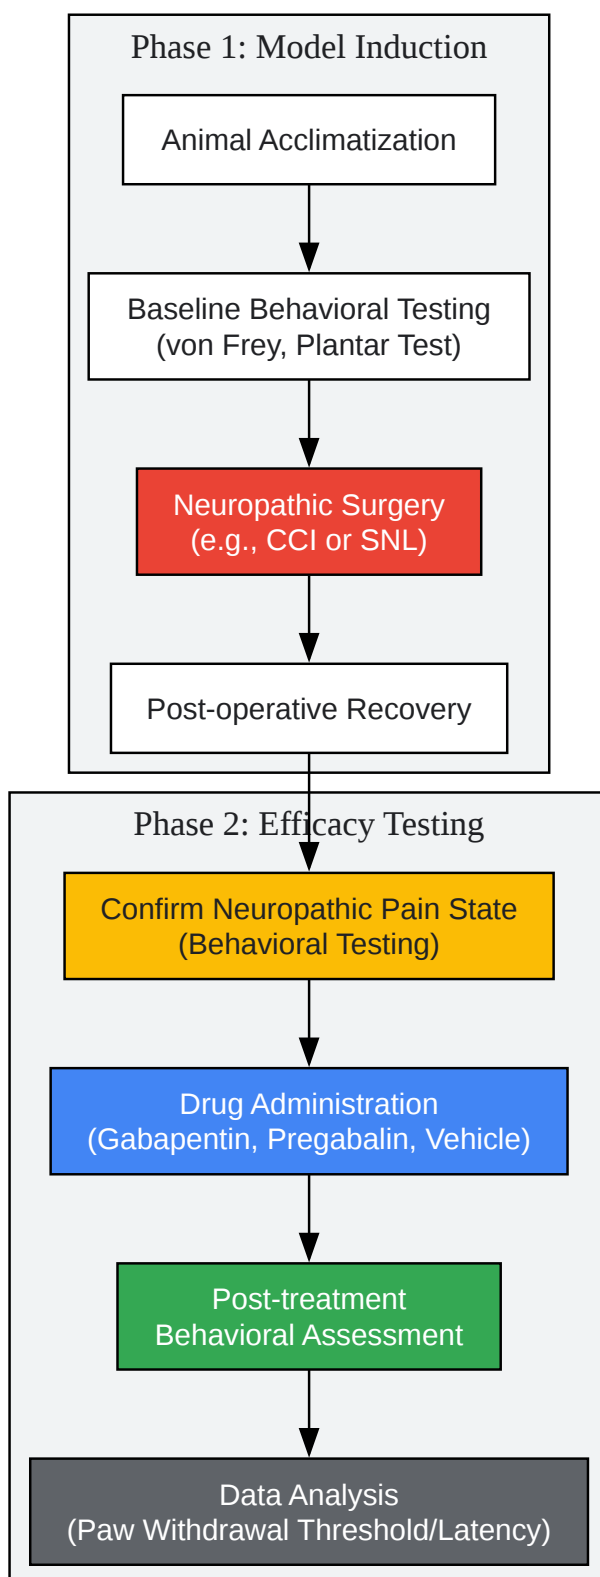 Phase 1: Model Induction
Animal Acclimatization
Baseline Behavioral Testing
(von Frey, Plantar Test)
Neuropathic Surgery
(e.g., CCI or SNL)
Post-operative Recovery
Phase 2: Efficacy Testing
Confirm Neuropathic Pain State
(Behavioral Testing)
Drug Administration
(Gabapentin, Pregabalin, Vehicle)
Post-treatment
Behavioral Assessment
Data Analysis
(Paw Withdrawal Threshold/Latency)